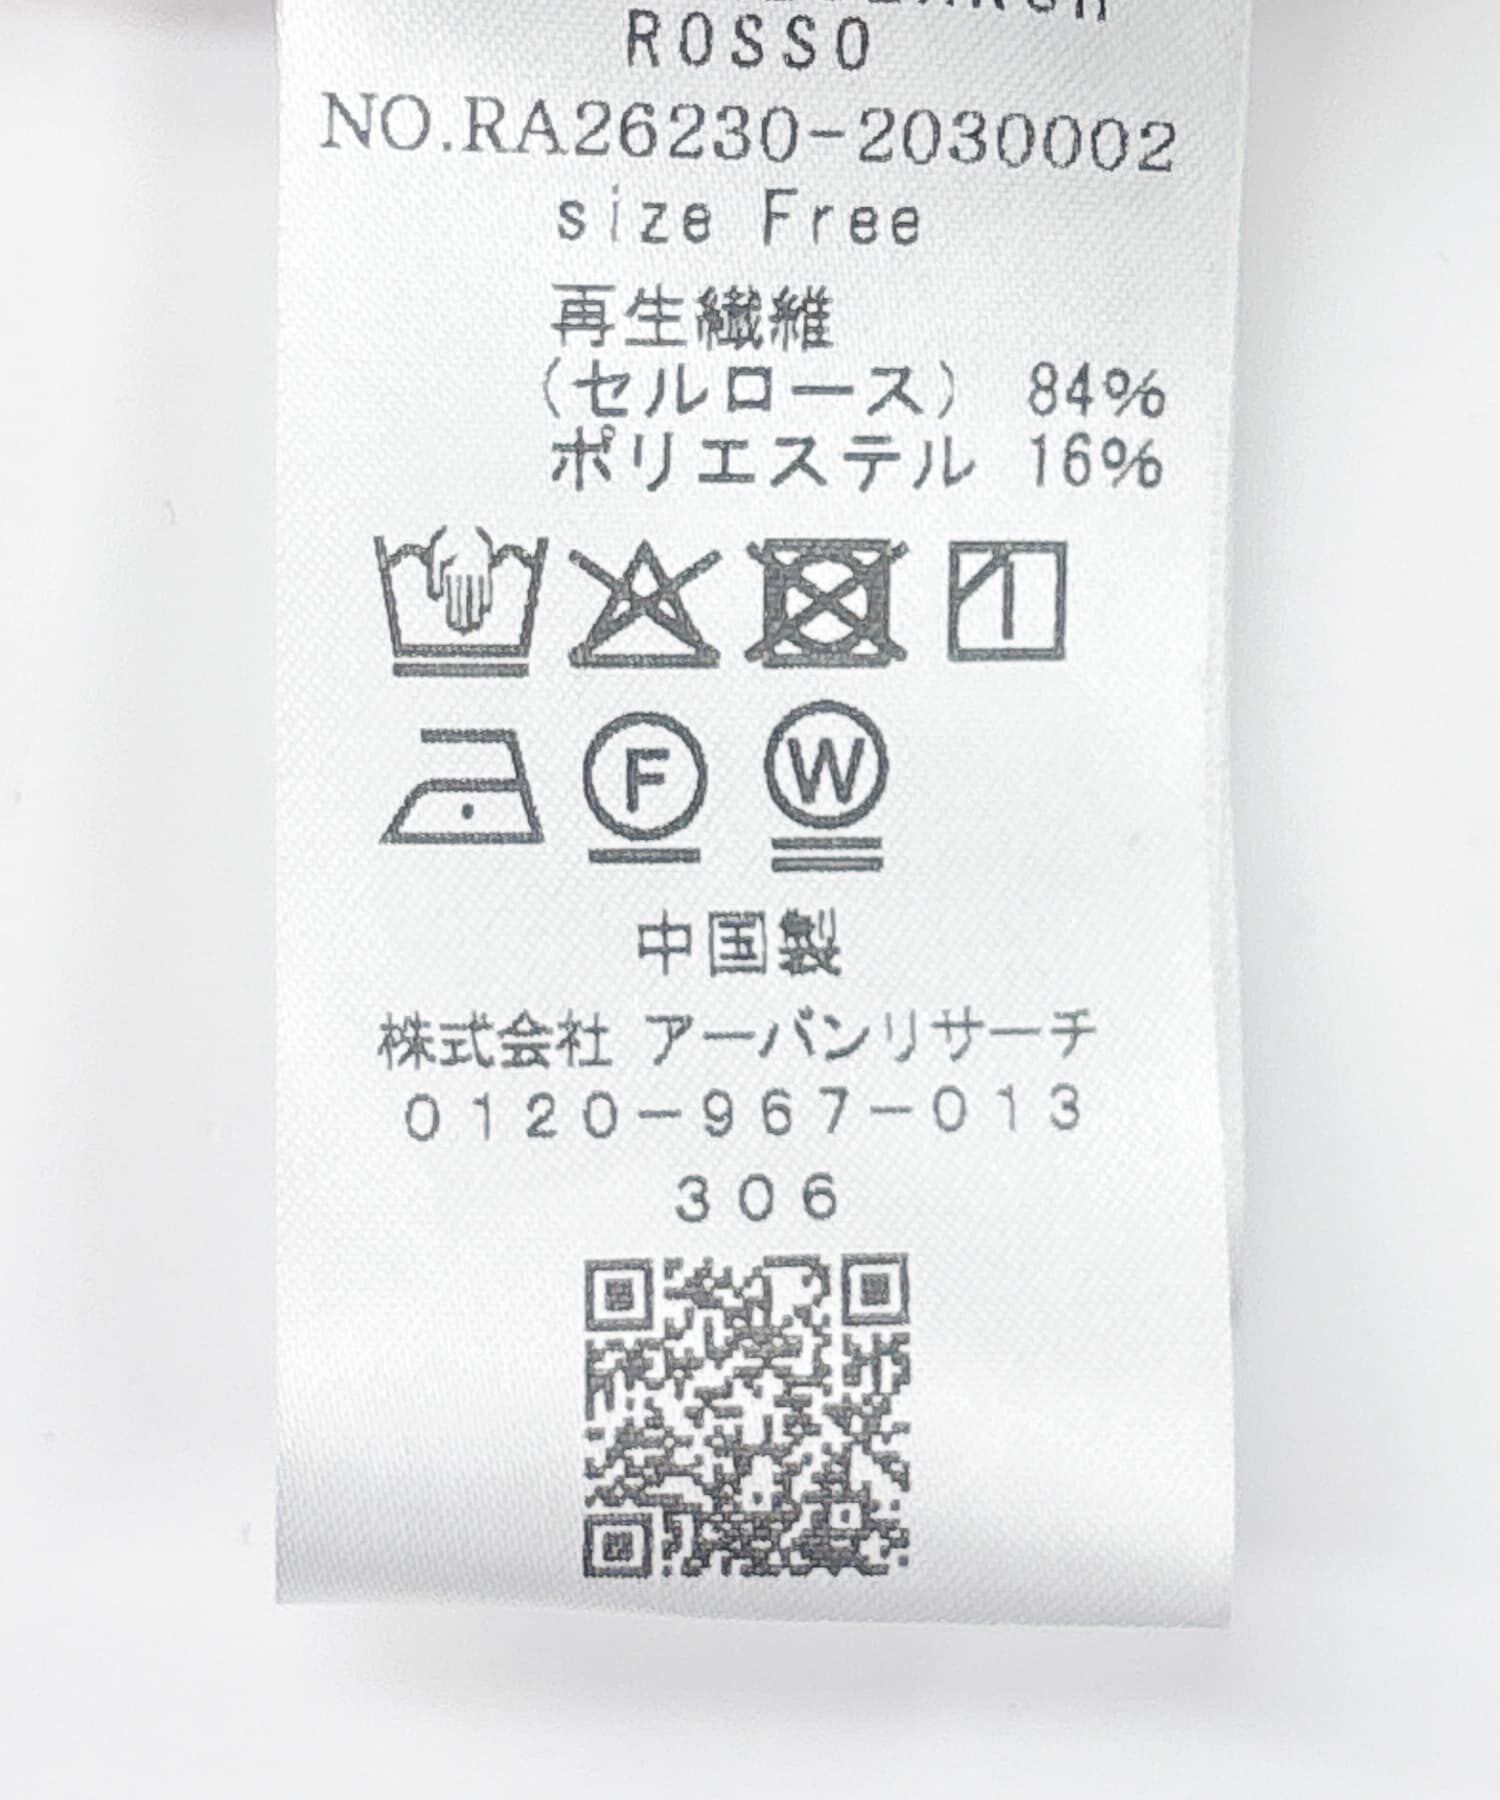 ROSSO
NO.RA26230-2030002
size Free
再生繊維
(セルロース) 84%
ポリエステル 16%
F W
中国製
株式会社 アーバンリサーチ
0120-967-013
306